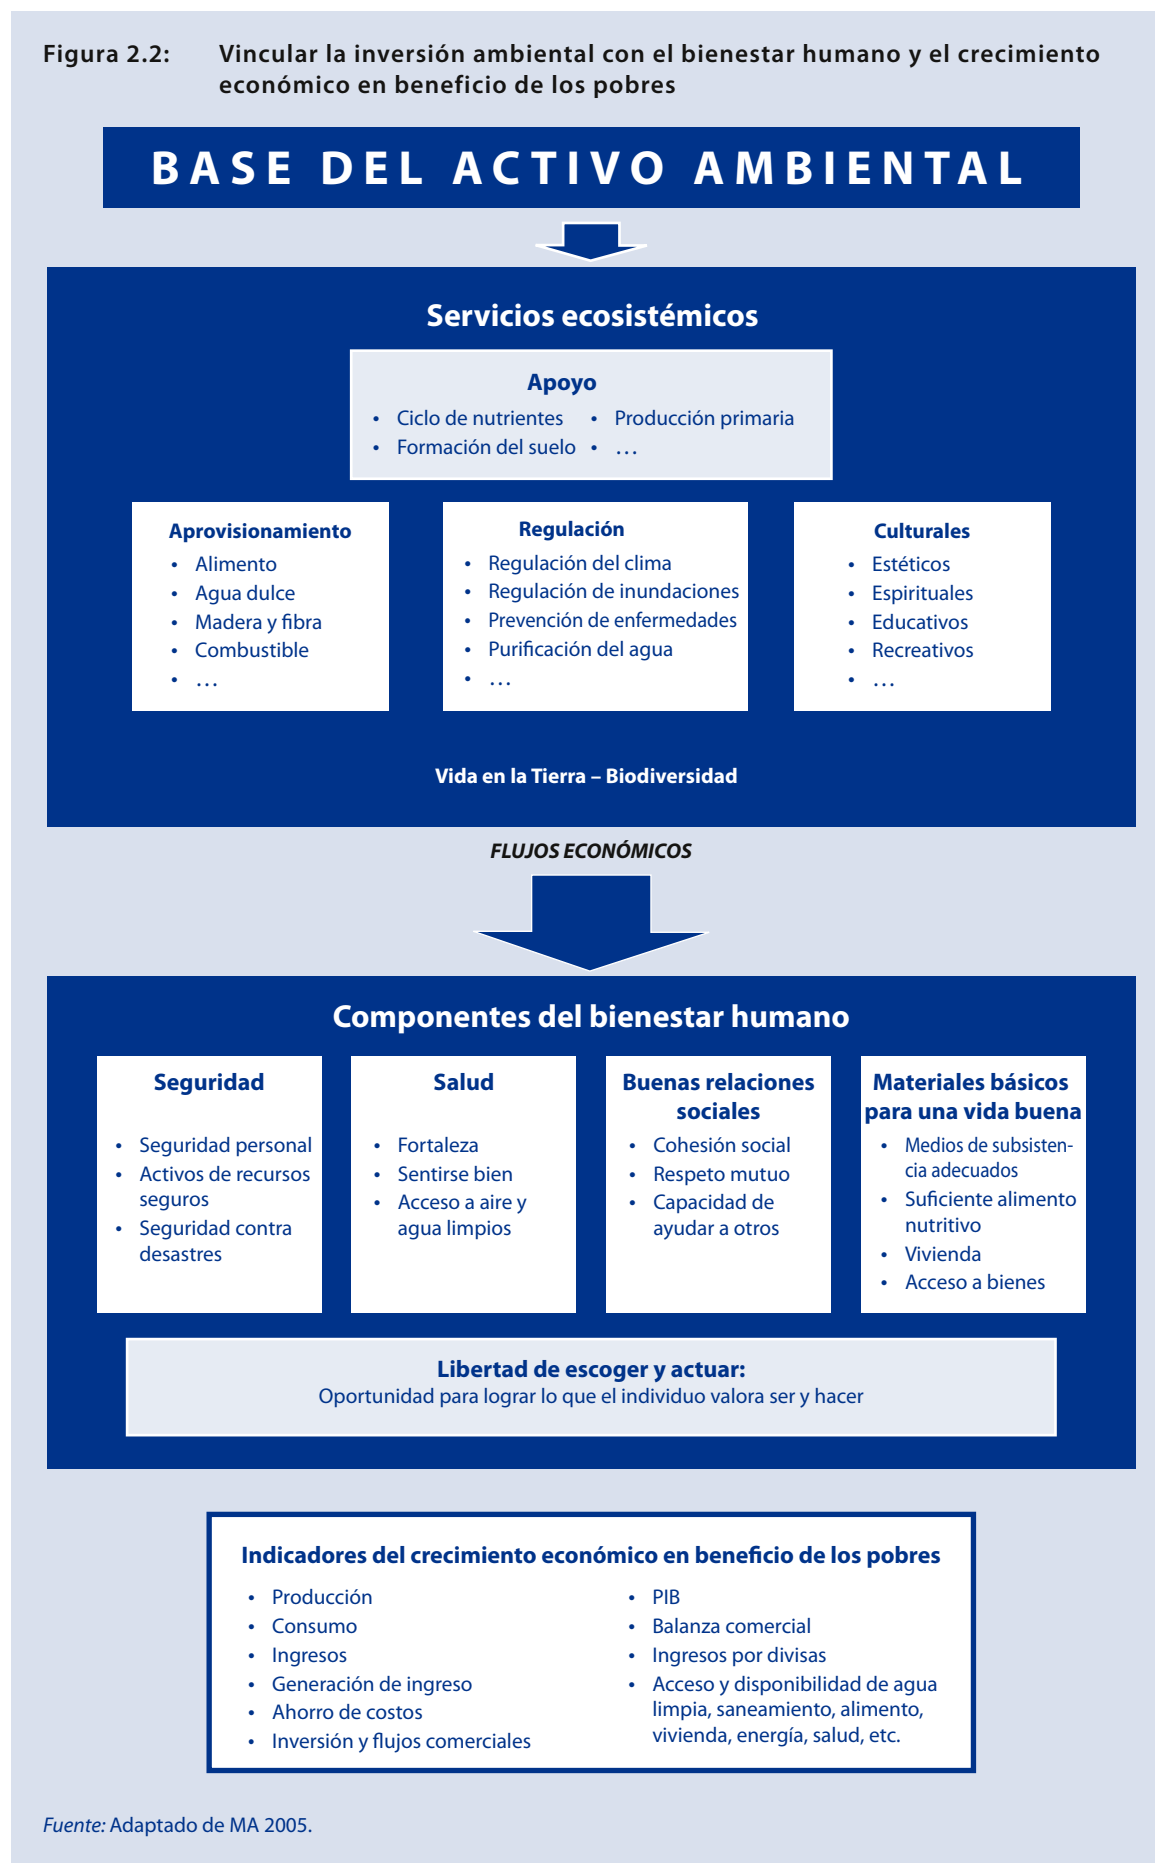 Figura 2.2: Vincular la inversión ambiental con el bienestar humano y el crecimiento
económico en beneficio de los pobres
BASE DEL ACTIVO AMBIENTAL
Servicios ecosistémicos
Apoyo
• Ciclo de nutrientes • Producción primaria
• Formación del suelo • …
Aprovisionamiento
• Alimento
• Agua dulce
• Madera y fibra
• Combustible
• …
Regulación
• Regulación del clima
• Regulación de inundaciones
• Prevención de enfermedades
• Purificación del agua
• …
Culturales
• Estéticos
• Espirituales
• Educativos
• Recreativos
• …
Vida en la Tierra – Biodiversidad
FLUJOS ECONÓMICOS
Componentes del bienestar humano
Seguridad
• Seguridad personal
• Activos de recursos
seguros
• Seguridad contra
desastres
Salud
• Fortaleza
• Sentirse bien
• Acceso a aire y
agua limpios
Buenas relaciones
sociales
• Cohesión social
• Respeto mutuo
• Capacidad de
ayudar a otros
Materiales básicos
para una vida buena
• Medios de subsisten-
cia adecuados
• Suficiente alimento
nutritivo
• Vivienda
• Acceso a bienes
Libertad de escoger y actuar:
Oportunidad para lograr lo que el individuo valora ser y hacer
Indicadores del crecimiento económico en beneficio de los pobres
• Producción
• Consumo
• Ingresos
• Generación de ingreso
• Ahorro de costos
• Inversión y flujos comerciales
• PIB
• Balanza comercial
• Ingresos por divisas
• Acceso y disponibilidad de agua
limpia, saneamiento, alimento,
vivienda, energía, salud, etc.
Fuente: Adaptado de MA 2005.